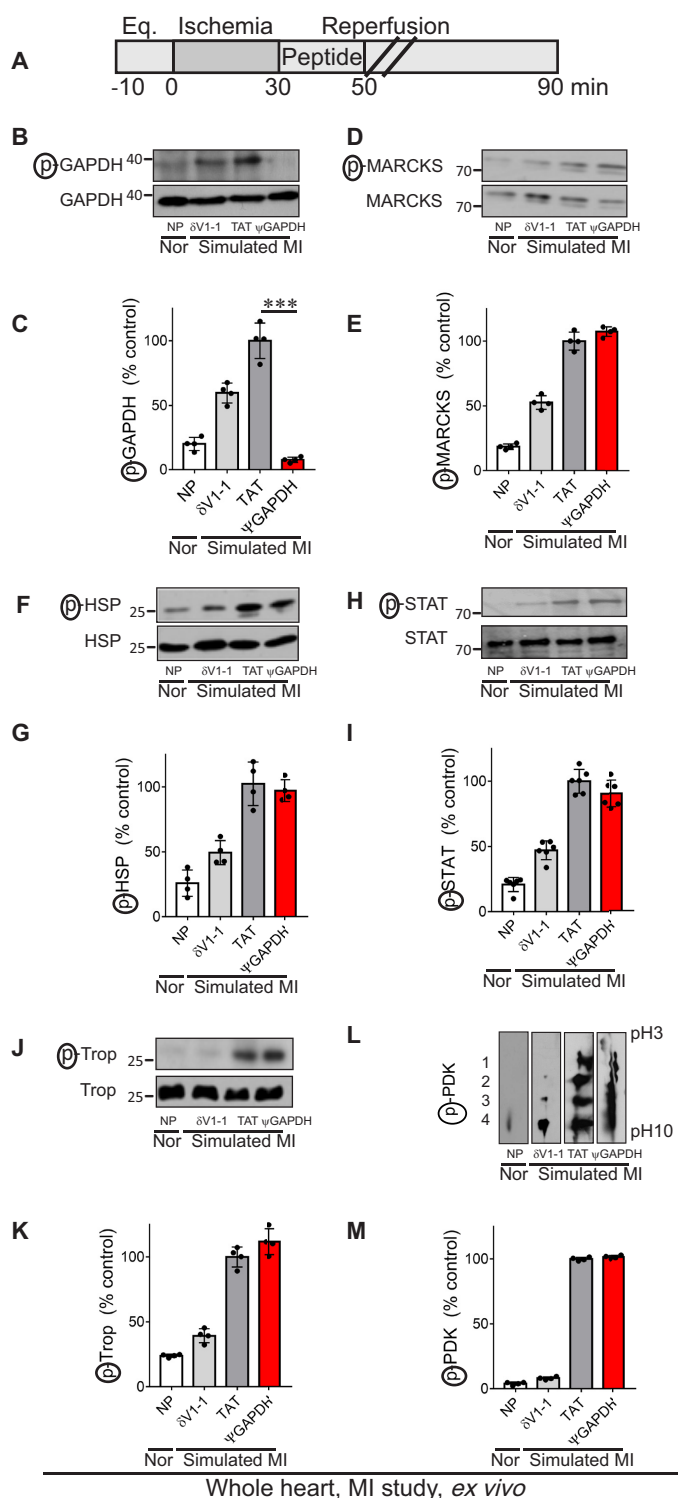 Eq. Ischemia Reperfusion
A Peptide
-10 0 30 50 90 min
B
ⓟ-GAPDH 40
GAPDH 40
NP δV1-1 TAT ψGAPDH
Nor Simulated MI
D
ⓟ-MARCKS 70
MARCKS 70
NP δV1-1 TAT ψGAPDH
Nor Simulated MI
C
ⓟ-GAPDH (% control)
***
100
50
0
NP δV1-1 TAT ΨGAPDH'
Nor Simulated MI
E
ⓟ-MARCKS (% control)
100
50
0
NP δV1-1 TAT ΨGAPDH'
Nor Simulated MI
F
ⓟ-HSP 25
HSP 25
NP δV1-1 TAT ψGAPDH
Nor Simulated MI
H
ⓟ-STAT 70
STAT 70
NP δV1-1 TAT ψGAPDH
Nor Simulated MI
G
ⓟ-HSP (% control)
100
50
0
NP δV1-1 TAT ΨGAPDH'
Nor Simulated MI
I
ⓟ-STAT (% control)
100
50
0
NP δV1-1 TAT ΨGAPDH'
Nor Simulated MI
J
ⓟ-Trop 25
Trop 25
NP δV1-1 TAT ψGAPDH
Nor Simulated MI
L
ⓟ-PDK
pH3
1
2
3
4
pH10
NP δV1-1 TAT ψGAPDH
Nor Simulated MI
K
ⓟ-Trop (% control)
100
50
0
NP δV1-1 TAT ΨGAPDH'
Nor Simulated MI
M
ⓟ-PDK (% control)
100
50
0
NP δV1-1 TAT ΨGAPDH'
Nor Simulated MI
Whole heart, MI study, ex vivo